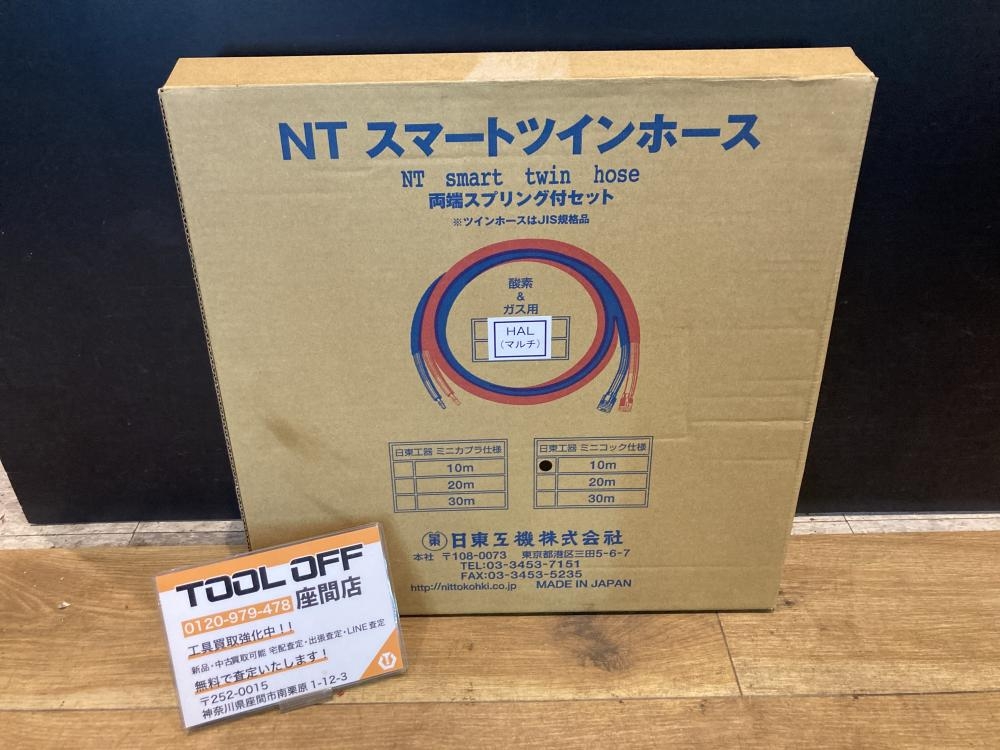 NT スマートツインホース
NT smart twin hose
両端スプリング付セット
※ツインホースはJIS規格品
酸素
&
ガス用
HAL
(マルチ)
日東工器 ミニカプラ仕様
10m
20m
30m
日東工器 ミニコック仕様
● 10m
20m
30m
日東互機株式会社
本社 〒108-0073 東京都港区三田5-6-7
TEL:03-3453-7151
FAX:03-3453-5235
http://nittokohki.co.jp MADE IN JAPAN
TOOL OFF
0120-979-478 座間店
工具買取強化中!!
新品・中古買取可能 宅配査定・出張査定・LINE査定
無料で査定いたします!
〒252-0015
神奈川県座間市南栗原 1-12-3